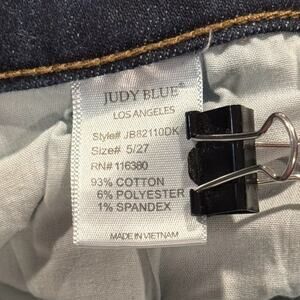 JUDY BLUE®
LOS ANGELES
Style# JB82110DK
Size# 5/27
RN# 116380
93% COTTON
6% POLYESTER
1% SPANDEX
MADE IN VIETNAM